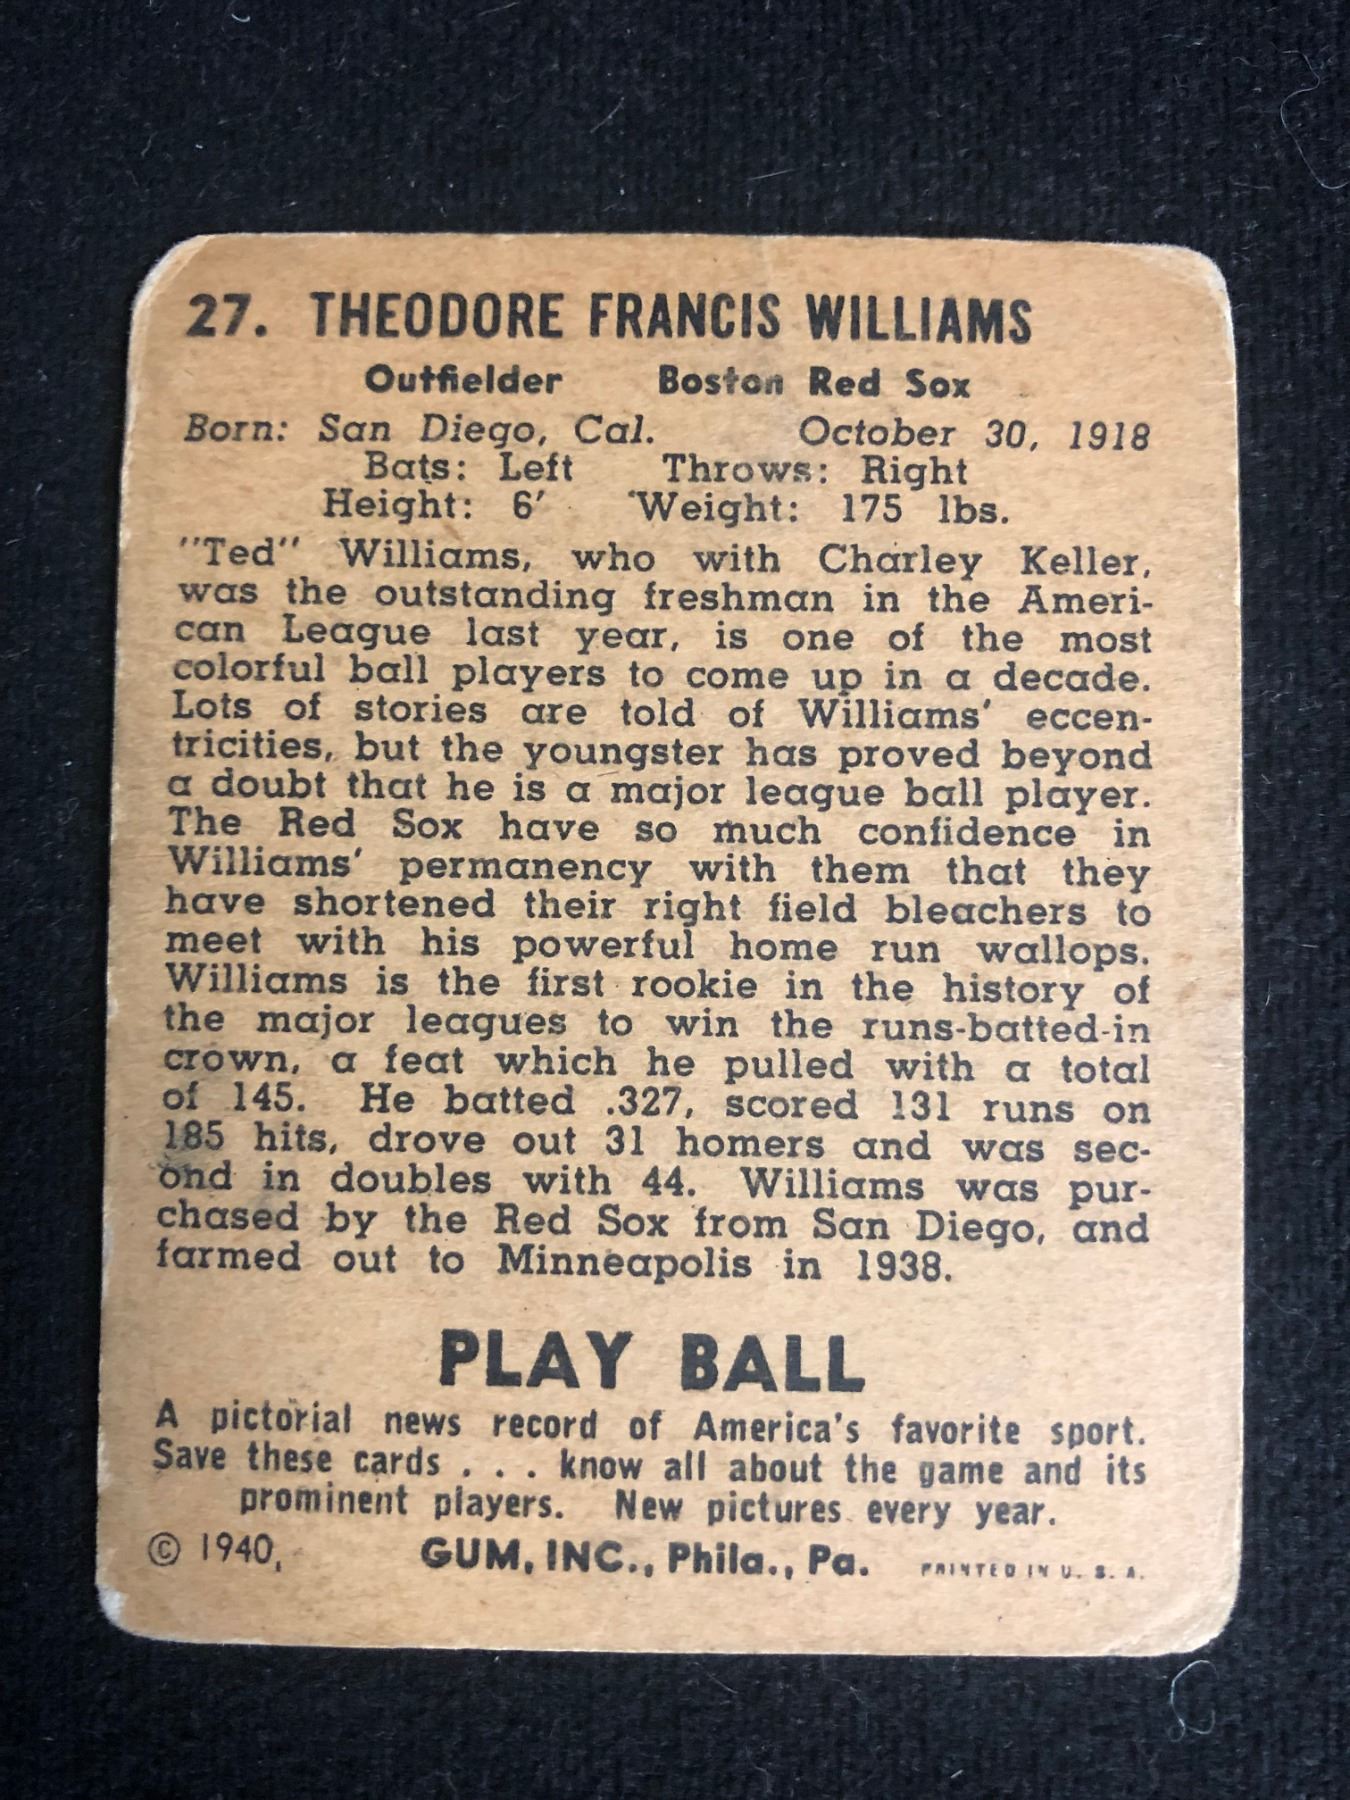 27. THEODORE FRANCIS WILLIAMS
Outfielder Boston Red Sox
Born: San Diego, Cal. October 30, 1918
Bats: Left Throws: Right
Height: 6' Weight: 175 lbs.
"Ted" Williams, who with Charley Keller,
was the outstanding freshman in the Ameri-
can League last year, is one of the most
colorful ball players to come up in a decade.
Lots of stories are told of Williams' eccen-
tricities, but the youngster has proved beyond
a doubt that he is a major league ball player.
The Red Sox have so much confidence in
Williams' permanency with them that they
have shortened their right field bleachers to
meet with his powerful home run wallops.
Williams is the first rookie in the history of
the major leagues to win the runs-batted-in
crown, a feat which he pulled with a total
of 145. He batted .327, scored 131 runs on
185 hits, drove out 31 homers and was sec-
ond in doubles with 44. Williams was pur-
chased by the Red Sox from San Diego, and
farmed out to Minneapolis in 1938.
PLAY BALL
A pictorial news record of America's favorite sport.
Save these cards . . . know all about the game and its
prominent players. New pictures every year.
© 1940, GUM, INC., Phila., Pa. PRINTED IN U. S. A.